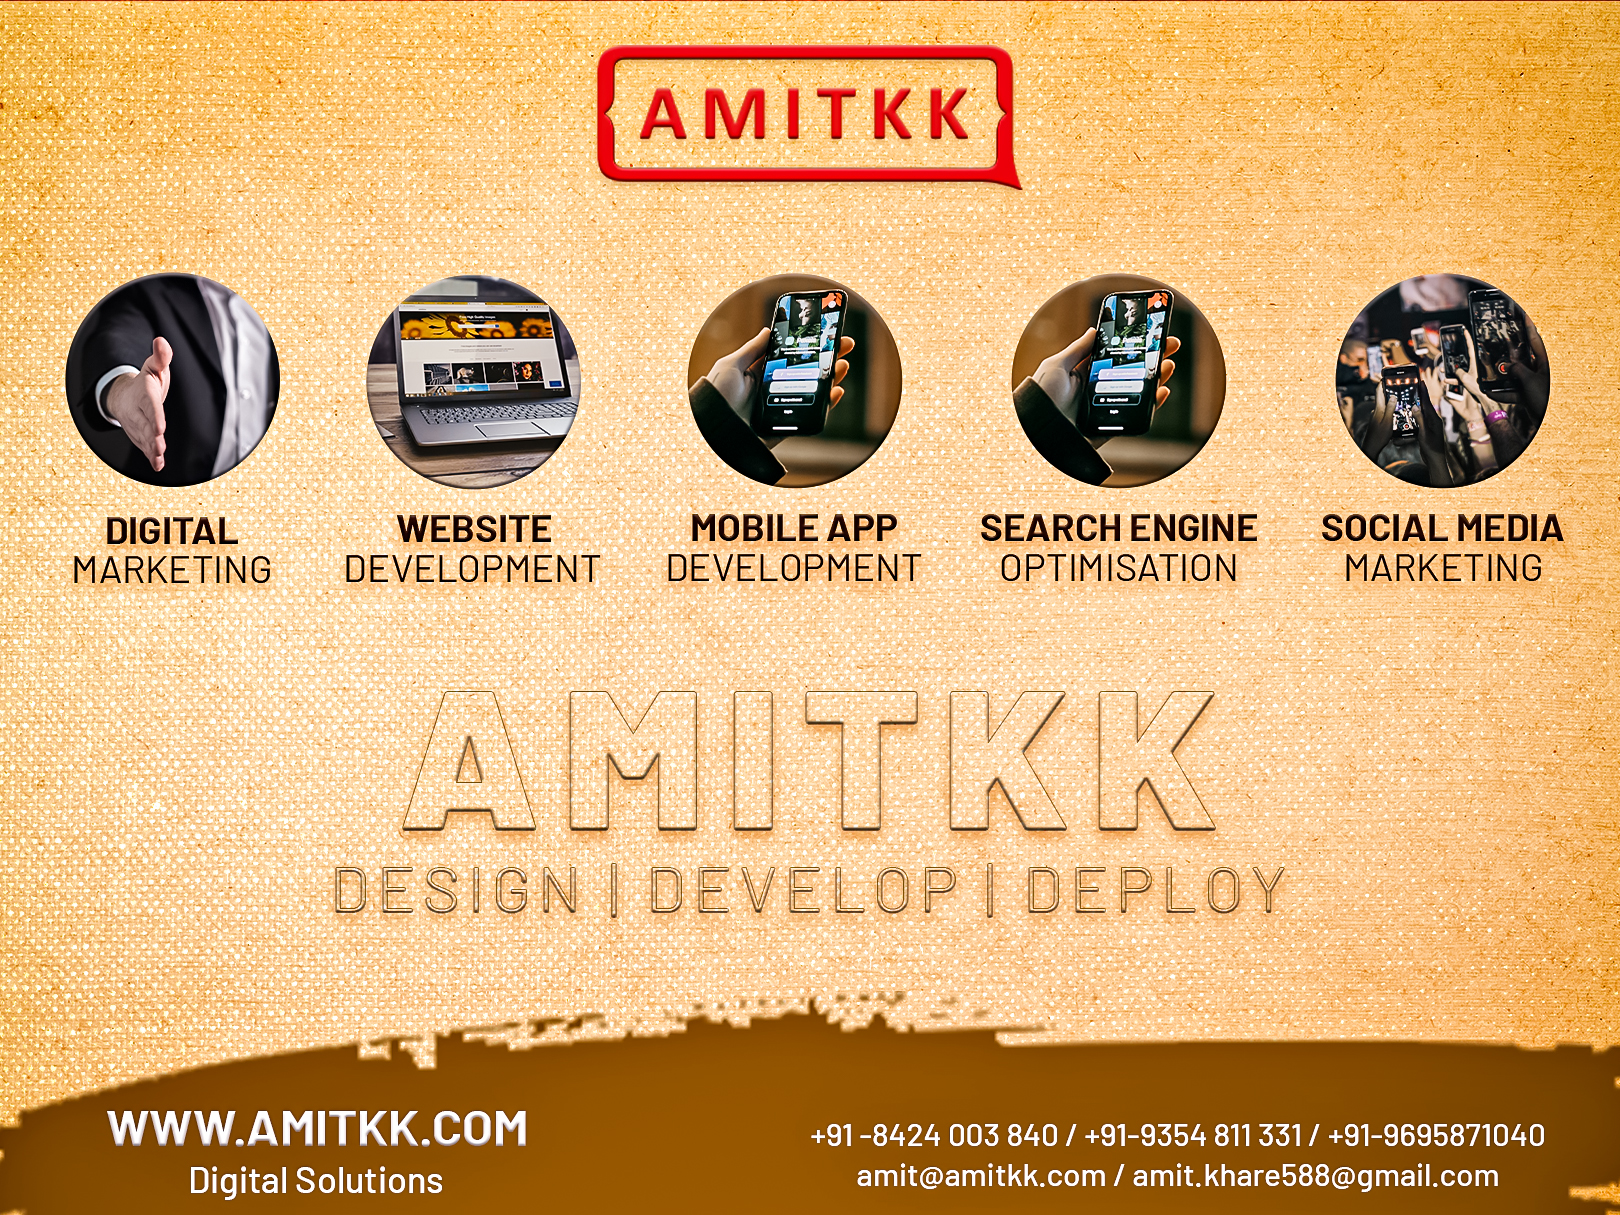 AMITKK
DIGITAL
MARKETING
WEBSITE
DEVELOPMENT
MOBILE APP
DEVELOPMENT
SEARCH ENGINE
OPTIMISATION
SOCIAL MEDIA
MARKETING
AMITKK
DESIGN | DEVELOP | DEPLOY
WWW.AMITKK.COM
Digital Solutions
+91 -8424 003 840 / +91-9354 811 331 / +91-9695871040
amit@amitkk.com / amit.khare588@gmail.com